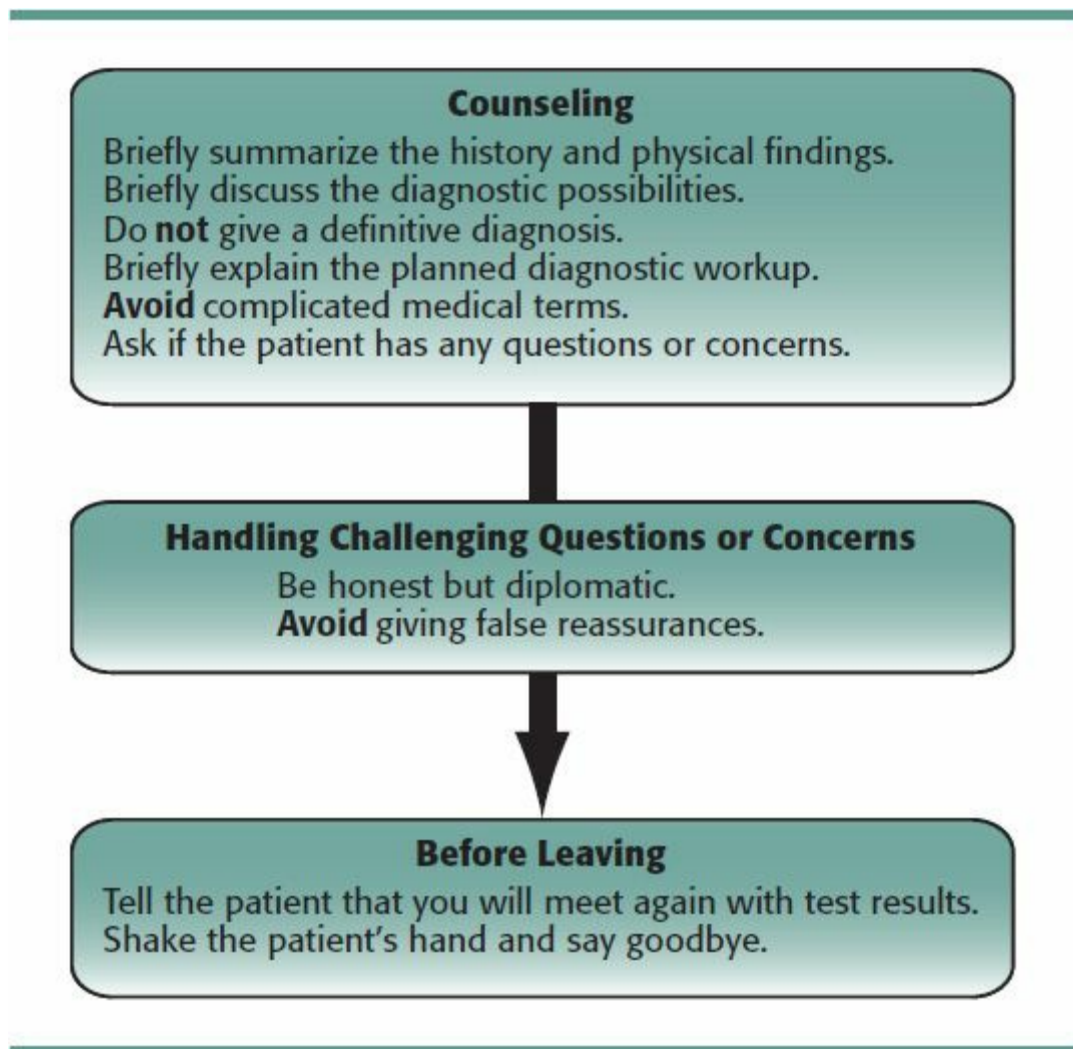 Counseling
Briefly summarize the history and physical findings.
Briefly discuss the diagnostic possibilities.
Do not give a definitive diagnosis.
Briefly explain the planned diagnostic workup.
Avoid complicated medical terms.
Ask if the patient has any questions or concerns.
Handling Challenging Questions or Concerns
Be honest but diplomatic.
Avoid giving false reassurances.
Before Leaving
Tell the patient that you will meet again with test results.
Shake the patient’s hand and say goodbye.